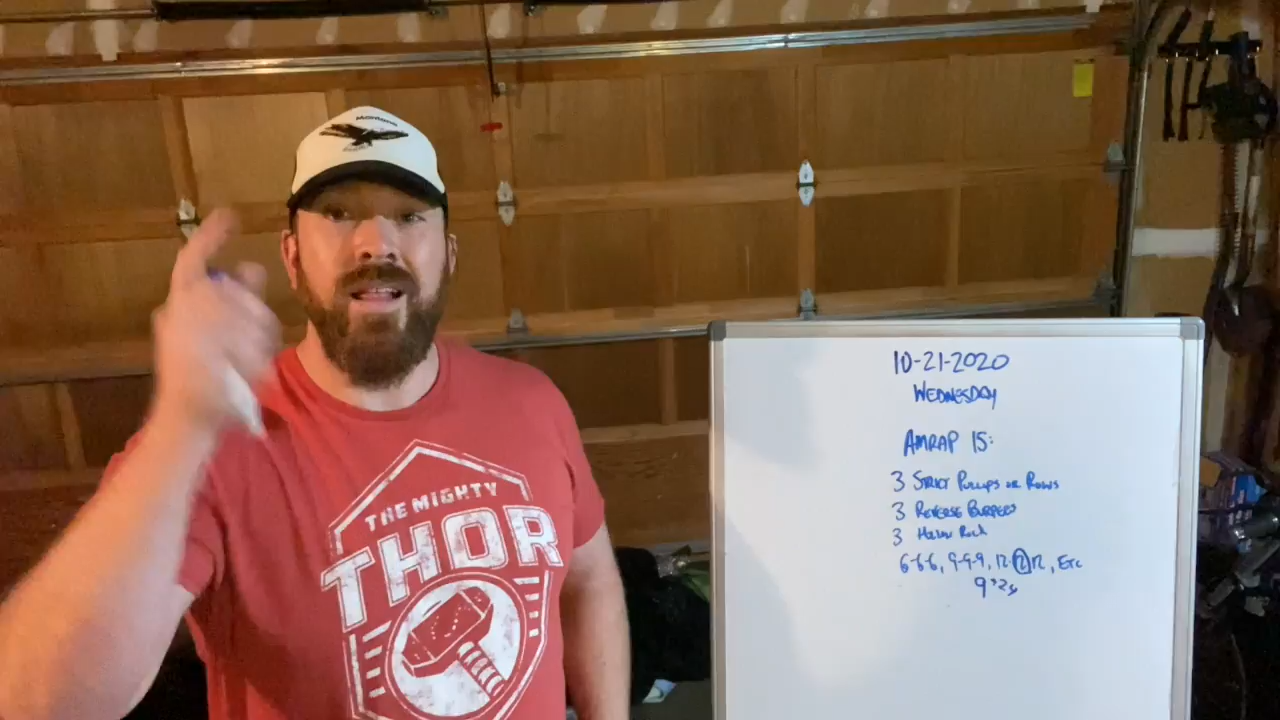 Montana
THE MIGHTY
THOR
10-21-2020
WEDNESDAY
AMRAP 15:
3 STRICT PULLUPS OR ROWS
3 REVERSE BURPEES
3 HOLLOW ROCK
6-6-6, 9-9-9, 12-12-12, ETC